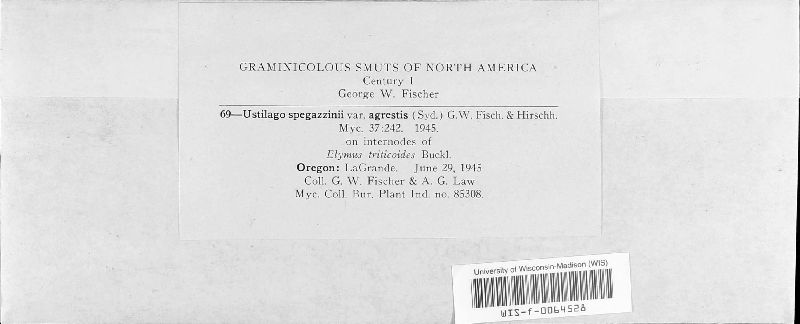 GRAMINICOLOUS SMUTS OF NORTH AMERICA
Century I
George W. Fischer
69—Ustilago spegazzinii var. agrestis (Syd.) G.W. Fisch. & Hirschh.
Myc. 37:242. 1945.
on internodes of
Elymus triticoides Buckl.
Oregon: LaGrande. June 29, 1945
Coll. G. W. Fischer & A. G. Law
Myc. Coll. Bur. Plant Ind. no. 85308.
University of Wisconsin-Madison (WIS)
WIS-f-0064528